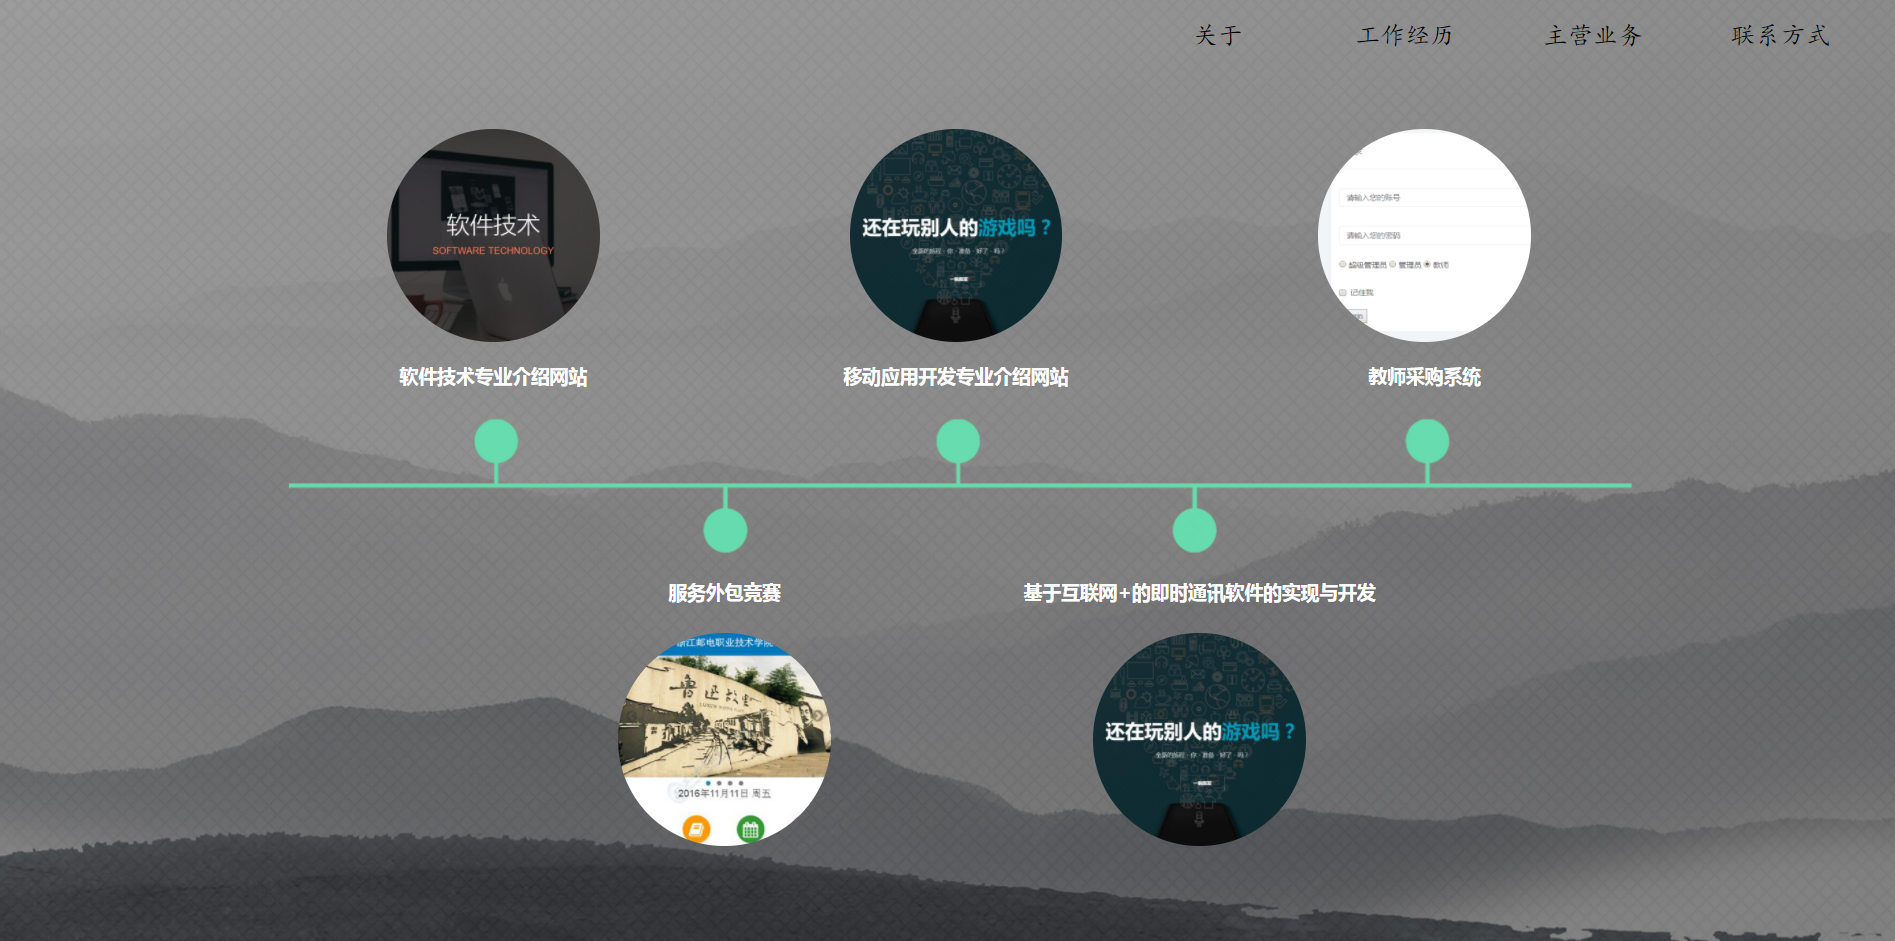 关于 工作经历 主营业务 联系方式
软件技术
SOFTWARE TECHNOLOGY
还在玩别人的游戏吗？
请输入您的账号
请输入您的密码
超级管理员 管理员 教师
记住我
软件技术专业介绍网站
移动应用开发专业介绍网站
教师采购系统
服务外包竞赛
基于互联网+的即时通讯软件的实现与开发
浙江邮电职业技术学院
鲁迅故里
2016年11月11日 周五
还在玩别人的游戏吗？